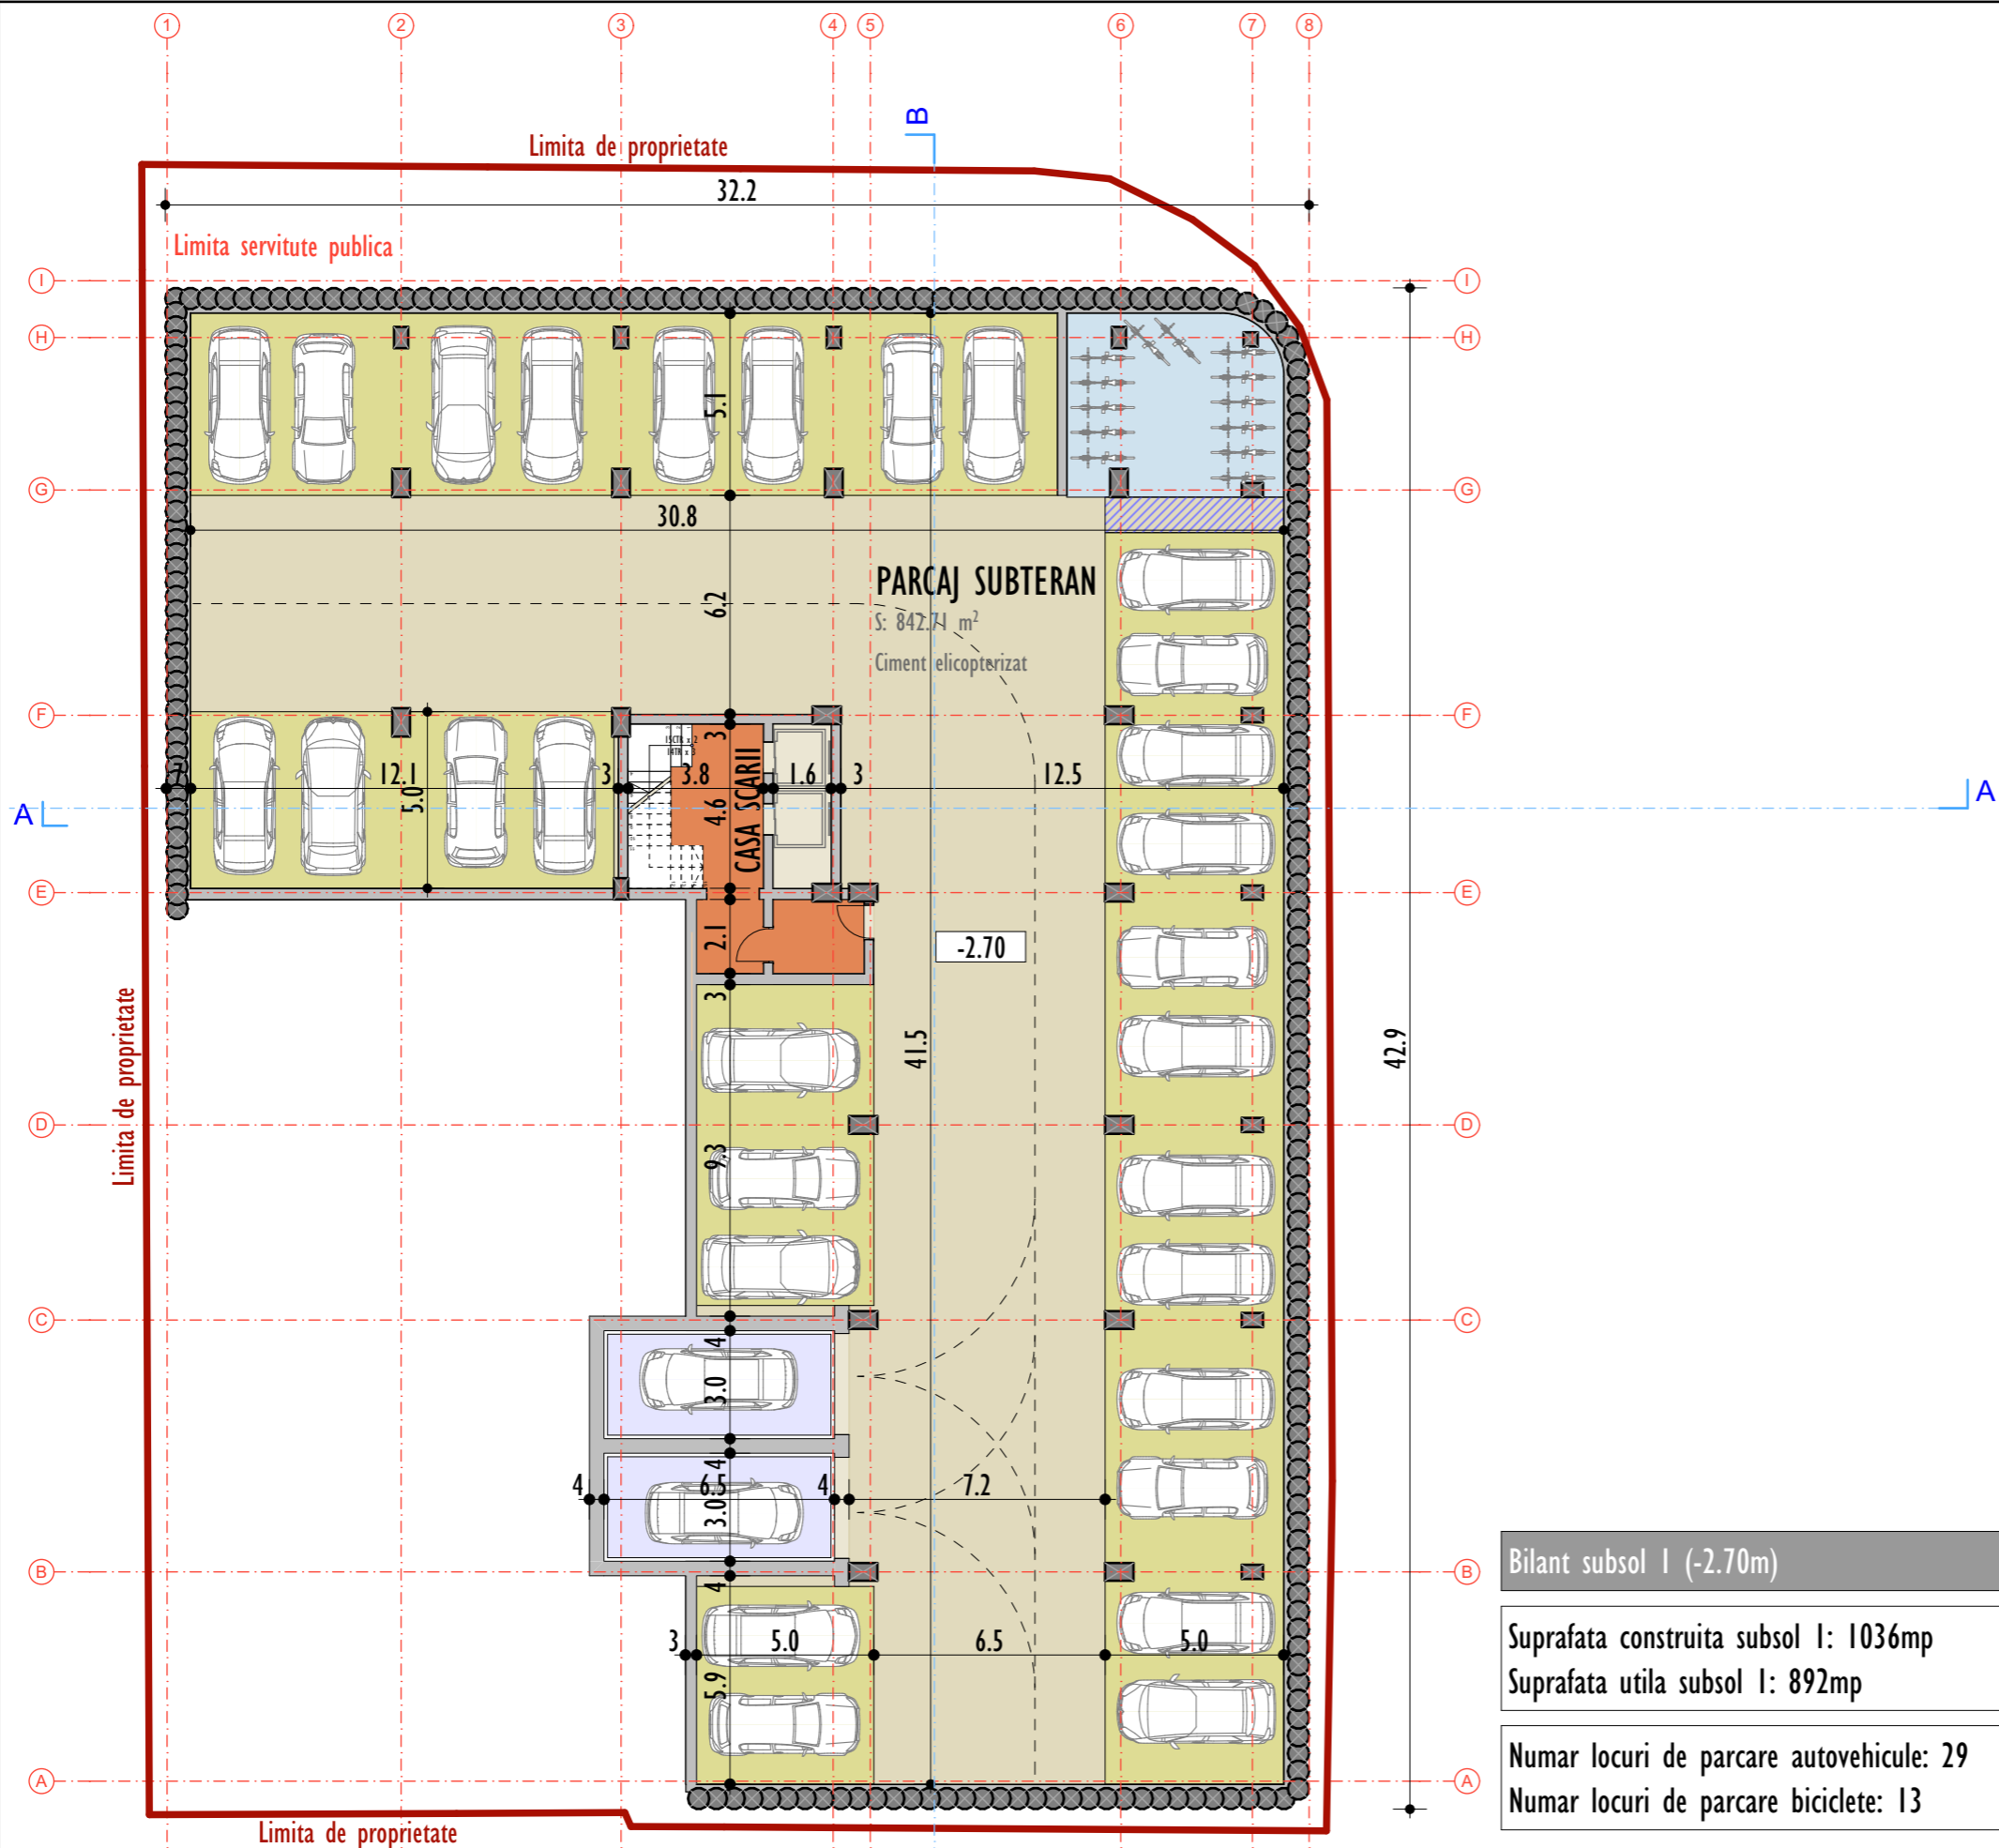 1 2 3 4 5 6 7 8
B
Limita de proprietate
32.2
Limita servitute publica
I I
H H
5.1
G G
30.8
PARCAJ SUBTERAN
6.2
S: 842.71 m²
Ciment elicopterizat
F F
3
12.1 3 3.8 1.6 3 12.5
5.0
4.6
CASA SCARII
A A
E E
2.1
-2.70
3
41.5
42.9
Limita de proprietate
D D
9.3
C C
4
3.0
4
4 6.5 4 7.2
3.0
B B
4
Bilant subsol 1 (-2.70m)
3 5.0 6.5 5.0
5.9
Suprafata construita subsol 1: 1036mp
Suprafata utila subsol 1: 892mp
Numar locuri de parcare autovehicule: 29
Numar locuri de parcare biciclete: 13
A A
Limita de proprietate